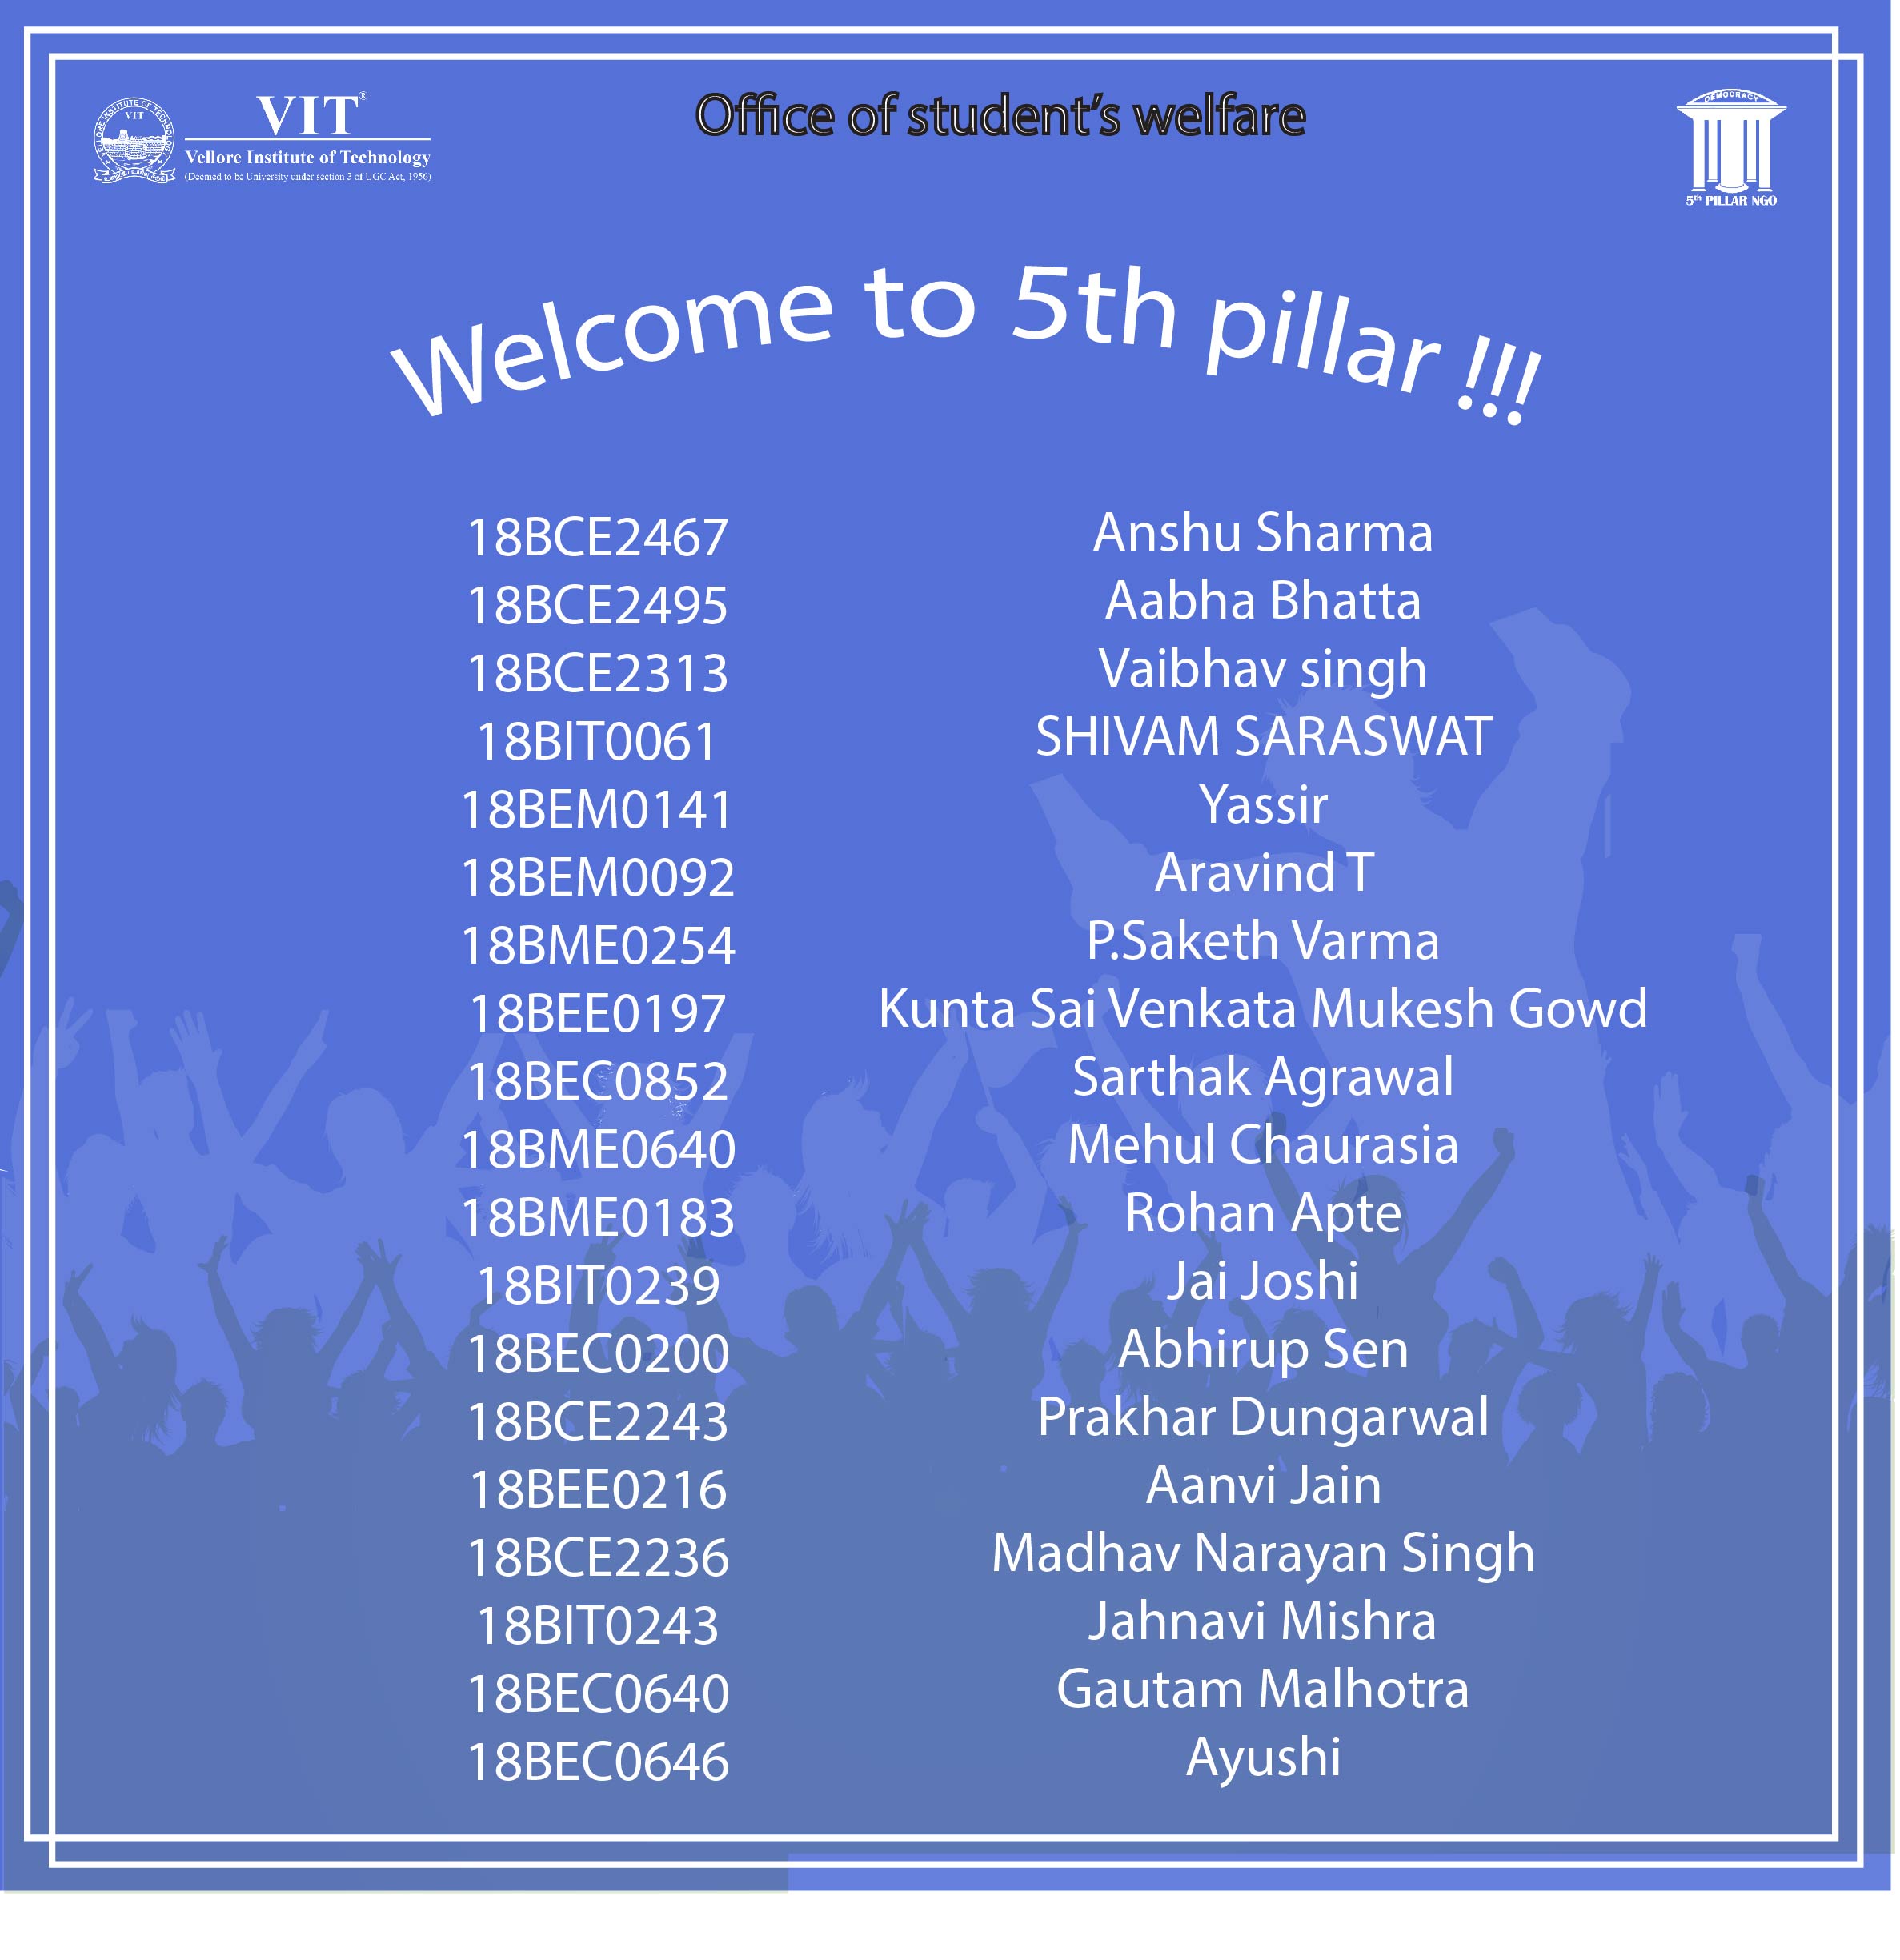 VIT®
Vellore Institute of Technology
(Deemed to be University under section 3 of UGC Act, 1956)
VELLORE INSTITUTE OF TECHNOLOGY
VIT
Office of student's welfare
DEMOCRACY
5th PILLAR NGO
Welcome to 5th pillar !!!
18BCE2467 Anshu Sharma
18BCE2495 Aabha Bhatta
18BCE2313 Vaibhav singh
18BIT0061 SHIVAM SARASWAT
18BEM0141 Yassir
18BEM0092 Aravind T
18BME0254 P.Saketh Varma
18BEE0197 Kunta Sai Venkata Mukesh Gowd
18BEC0852 Sarthak Agrawal
18BME0640 Mehul Chaurasia
18BME0183 Rohan Apte
18BIT0239 Jai Joshi
18BEC0200 Abhirup Sen
18BCE2243 Prakhar Dungarwal
18BEE0216 Aanvi Jain
18BCE2236 Madhav Narayan Singh
18BIT0243 Jahnavi Mishra
18BEC0640 Gautam Malhotra
18BEC0646 Ayushi